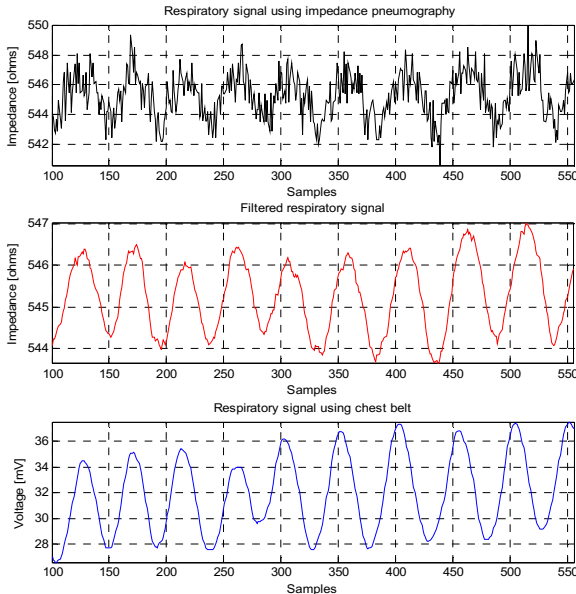 Respiratory signal using impedance pneumography
550
548
546
544
542
Impedance [ohms]
100 150 200 250 300 350 400 450 500 550
Samples
Filtered respiratory signal
547
546
545
544
Impedance [ohms]
100 150 200 250 300 350 400 450 500 550
Samples
Respiratory signal using chest belt
36
34
32
30
28
Voltage [mV]
100 150 200 250 300 350 400 450 500 550
Samples